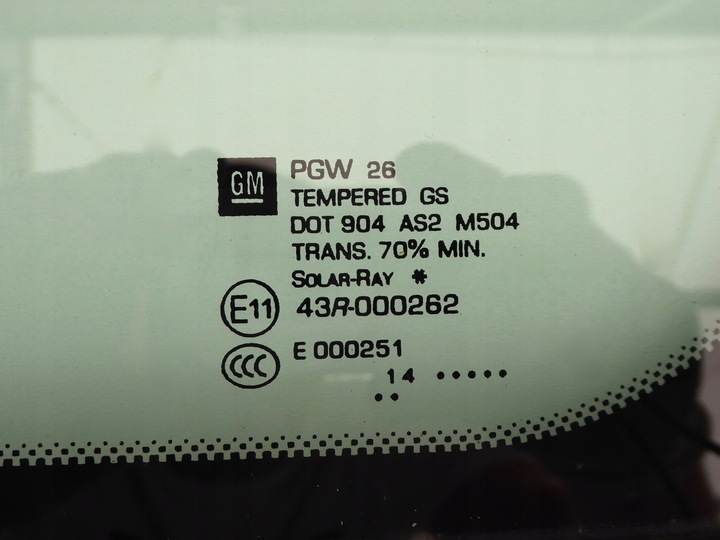 GM
PGW 26
TEMPERED GS
DOT 904 AS2 M504
TRANS. 70% MIN.
SOLAR-RAY *
E11 43R-000262
CCC E 000251
14 •••••
••